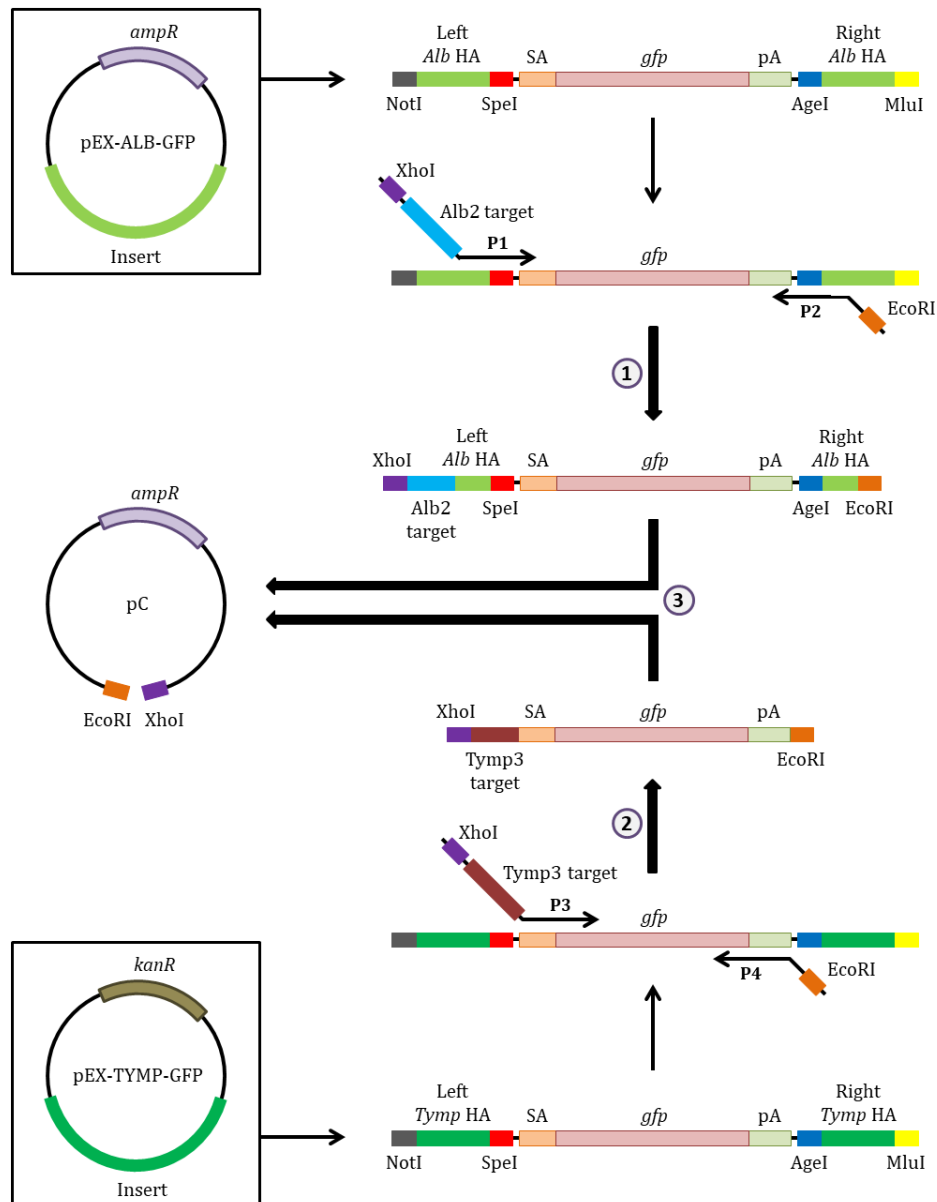 ampR
pEX-ALB-GFP
Insert
Left Right
Alb HA SA gfp pA Alb HA
NotI SpeI AgeI MluI
XhoI
Alb2 target
P1
gfp
P2
EcoRI
1
Left Right
XhoI Alb HA SA gfp pA Alb HA
Alb2 SpeI AgeI EcoRI
target
ampR
pC
EcoRI XhoI
3
XhoI SA gfp pA
Tymp3 EcoRI
target
2
XhoI
Tymp3 target
P3
gfp
P4
EcoRI
kanR
pEX-TYMP-GFP
Insert
Left Right
Tymp HA SA gfp pA Tymp HA
NotI SpeI AgeI MluI